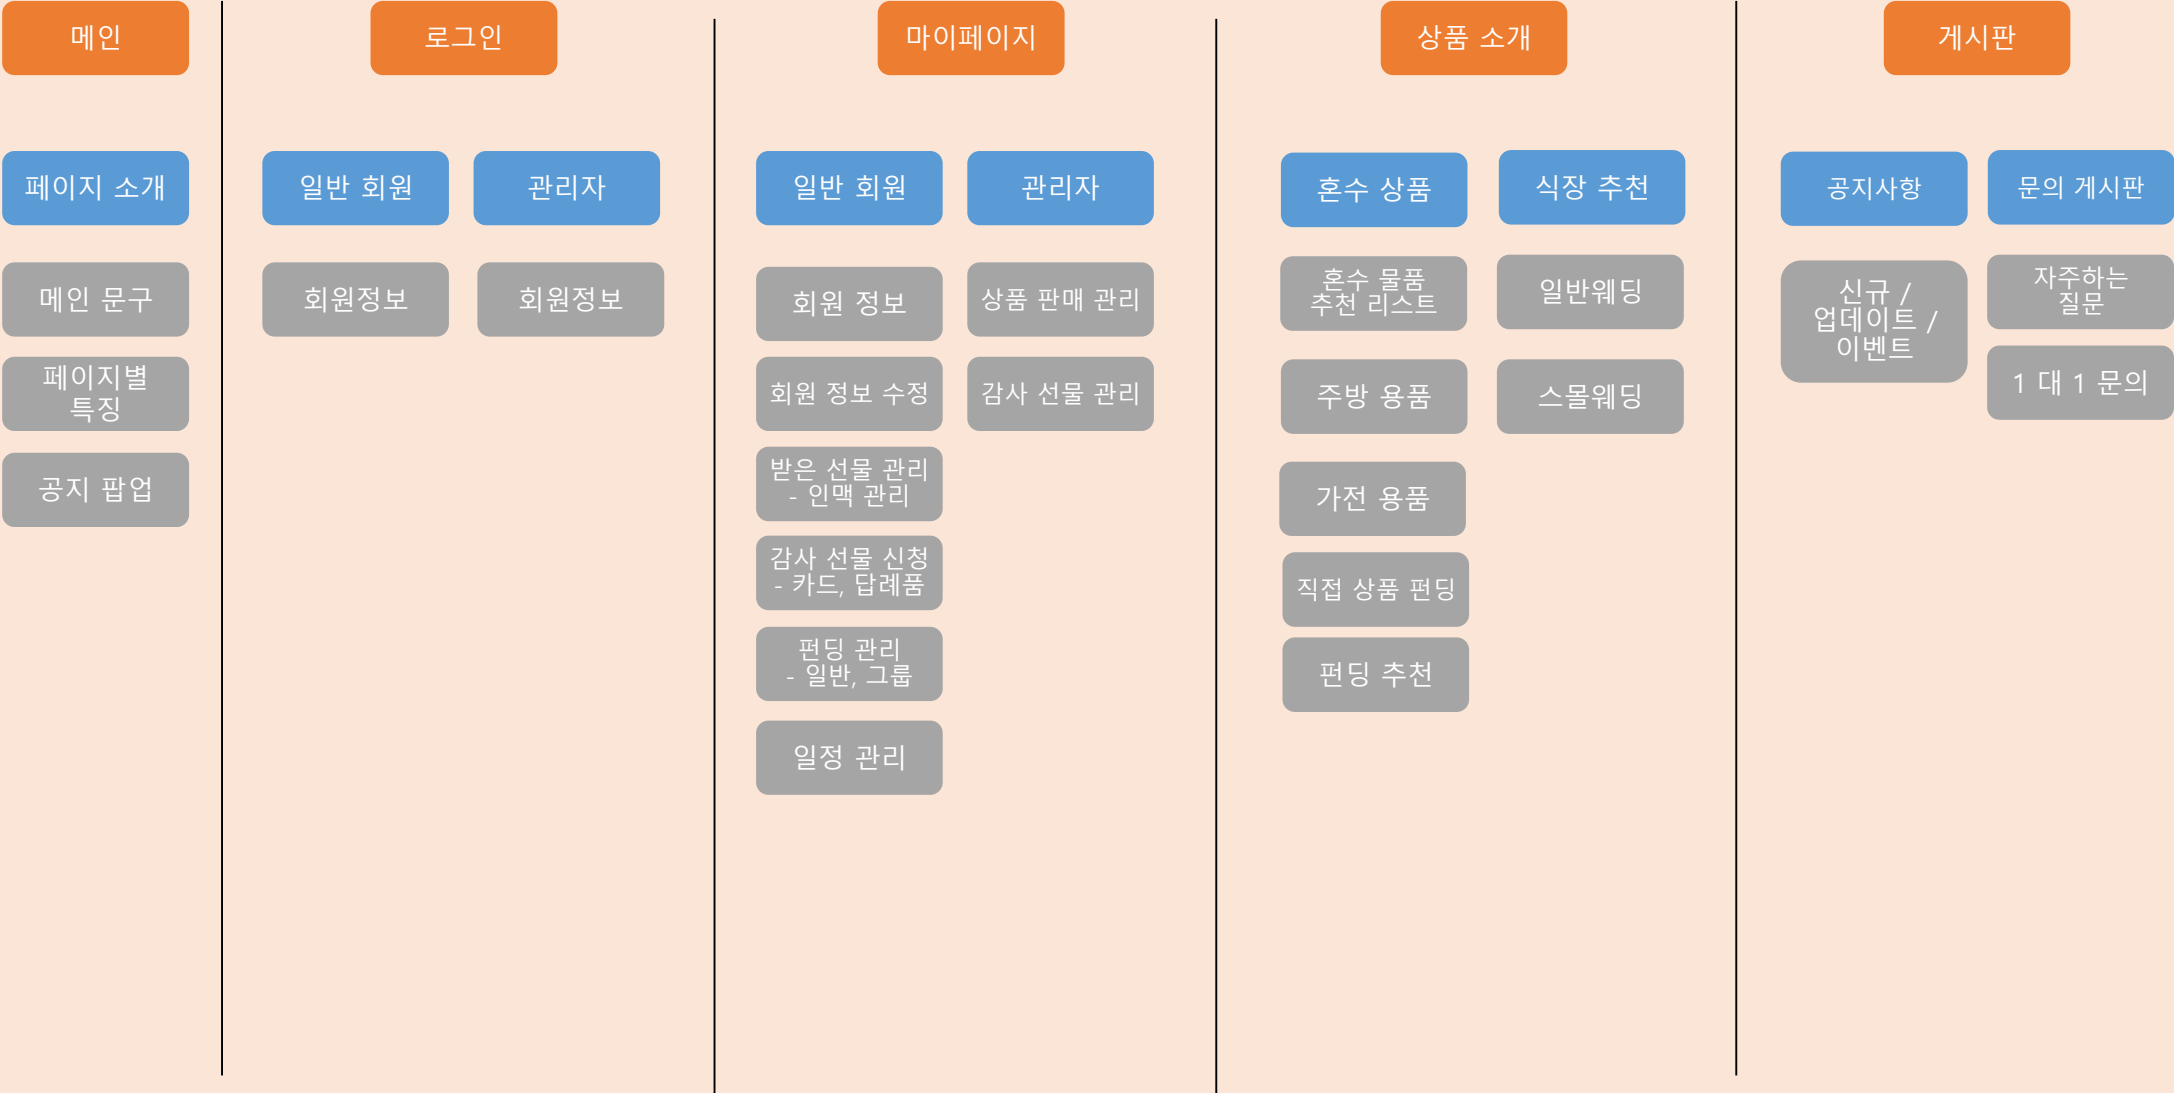 메인
로그인
마이페이지
상품 소개
게시판
페이지 소개
메인 문구
페이지별
특징
공지 팝업
일반 회원
회원정보
관리자
회원정보
일반 회원
회원 정보
회원 정보 수정
받은 선물 관리
- 인맥 관리
감사 선물 신청
- 카드, 답례품
펀딩 관리
- 일반, 그룹
일정 관리
관리자
상품 판매 관리
감사 선물 관리
혼수 상품
혼수 물품
추천 리스트
주방 용품
가전 용품
직접 상품 펀딩
펀딩 추천
식장 추천
일반웨딩
스몰웨딩
공지사항
신규 /
업데이트 /
이벤트
문의 게시판
자주하는
질문
1 대 1 문의